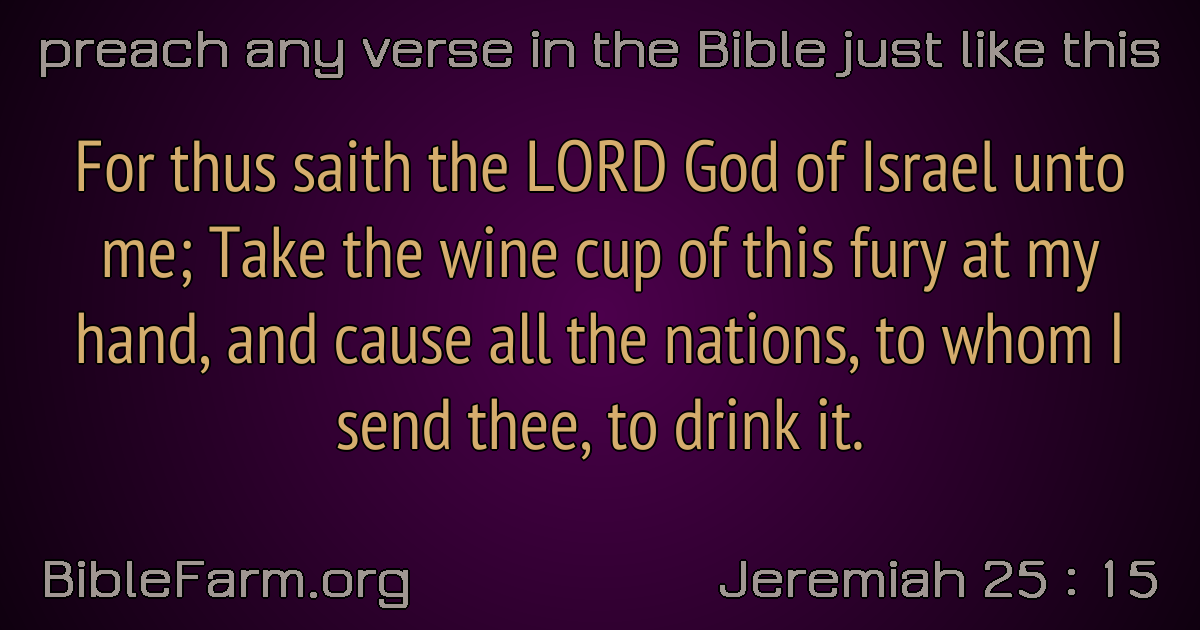 preach any verse in the Bible just like this
For thus saith the LORD God of Israel unto
me; Take the wine cup of this fury at my
hand, and cause all the nations, to whom I
send thee, to drink it.
BibleFarm.org
Jeremiah 25 : 15